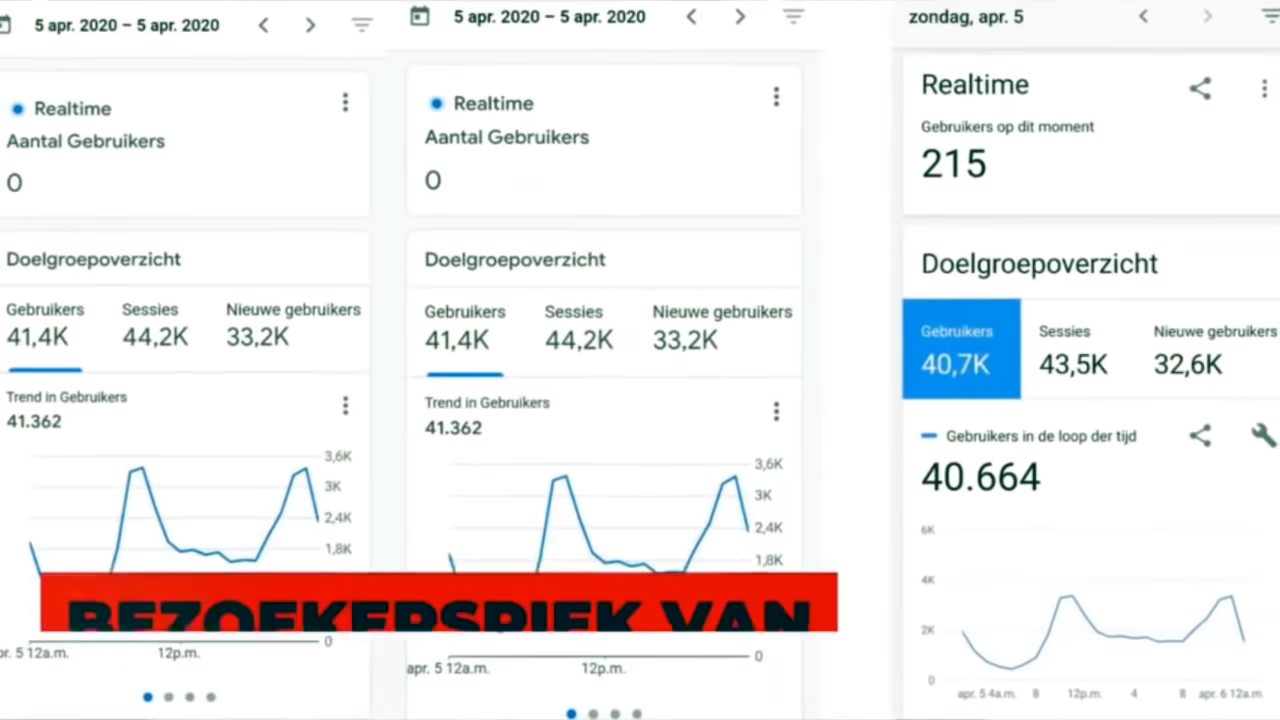 5 apr. 2020 – 5 apr. 2020
Realtime
Aantal Gebruikers
0
Doelgroepoverzicht
Gebruikers Sessies Nieuwe gebruikers
41,4K 44,2K 33,2K
Trend in Gebruikers
41.362
3,6K
3K
2,4K
1,8K
0
12p.m.
5 apr. 2020 – 5 apr. 2020
Realtime
Aantal Gebruikers
0
Doelgroepoverzicht
Gebruikers Sessies Nieuwe gebruikers
41,4K 44,2K 33,2K
Trend in Gebruikers
41.362
3,6K
3K
2,4K
1,8K
0
apr. 5 12a.m. 12p.m.
BEZOEKERSPIEK VAN
zondag, apr. 5
Realtime
Gebruikers op dit moment
215
Doelgroepoverzicht
Gebruikers Sessies Nieuwe gebruikers
40,7K 43,5K 32,6K
Gebruikers in de loop der tijd
40.664
6K
4K
2K
0
apr. 5 4a.m. 8 12p.m. 4 8 apr. 6 12a.m.